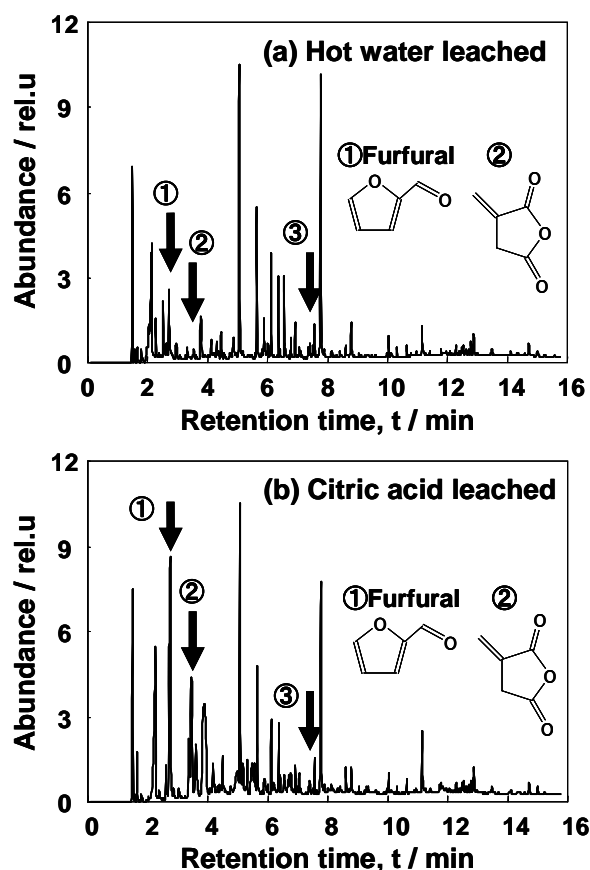 12
(a) Hot water leached
9
6
3
0
Abundance / rel.u
①
②
③
①Furfural ②
O
O
O
O
O
0 2 4 6 8 10 12 14 16
Retention time, t / min
12
(b) Citric acid leached
9
6
3
0
Abundance / rel.u
①
②
③
①Furfural ②
O
O
O
O
O
0 2 4 6 8 10 12 14 16
Retention time, t / min